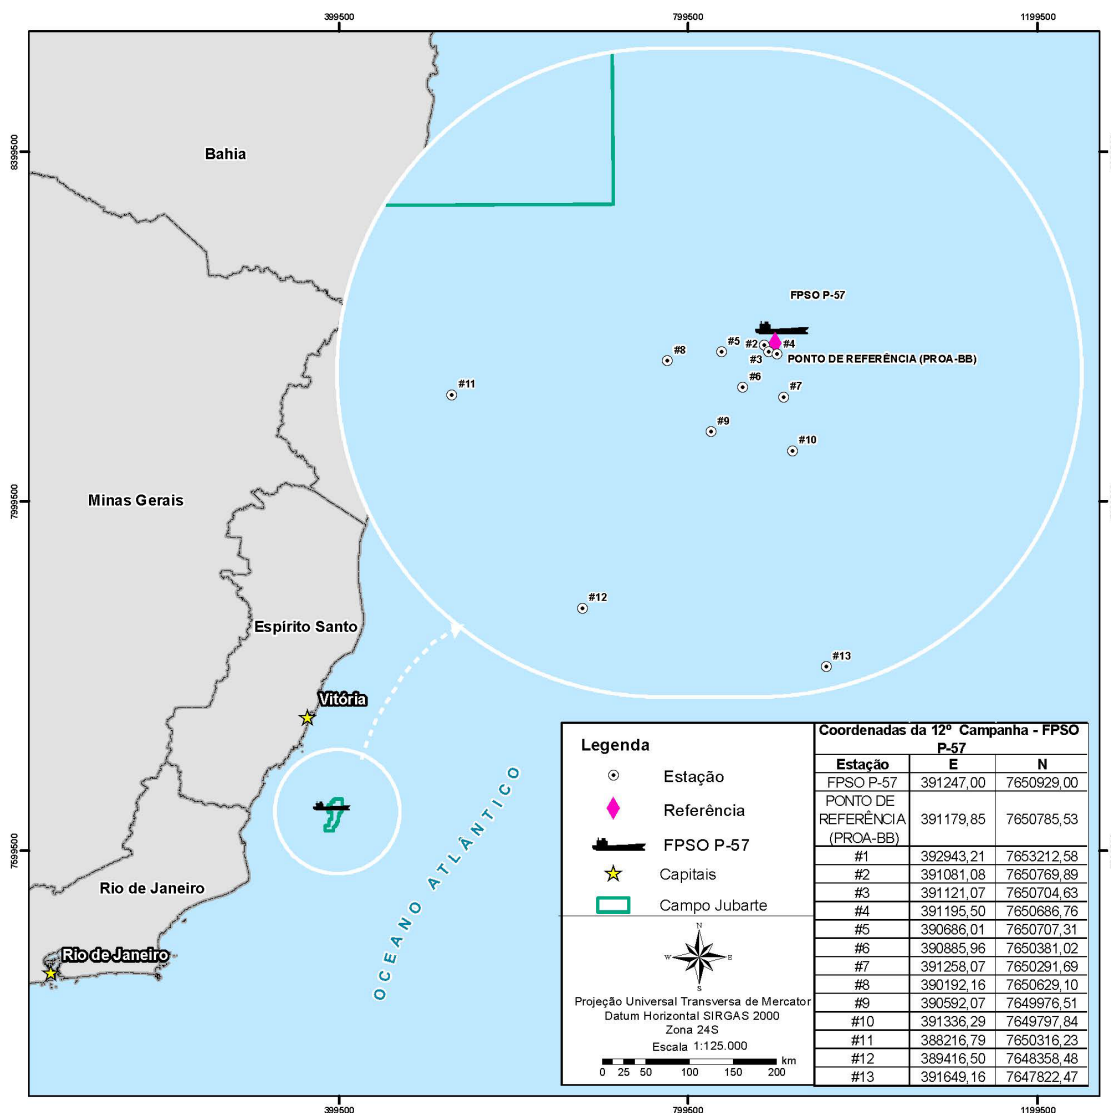 399500
799500
1199500
8399500
7999500
7699500
Bahia
Minas Gerais
Espírito Santo
Vitória
Rio de Janeiro
Rio de Janeiro
OCEANO ATLÂNTICO
FPSO P-57
#5
#2
#4
#3
PONTO DE REFERÊNCIA (PROA-BB)
#8
#6
#11
#7
#9
#10
#12
#13
Legenda
Estação
Referência
FPSO P-57
Capitais
Campo Jubarte
N
W
E
S
Projeção Universal Transversa de Mercator
Datum Horizontal SIRGAS 2000
Zona 24S
Escala 1:125.000
km
0 25 50 100 150 200
Coordenadas da 12º Campanha - FPSO
P-57
Estação E N
FPSO P-57 391247,00 7650929,00
PONTO DE
REFERÊNCIA 391179,85 7650785,53
(PROA-BB)
#1 392943,21 7653212,58
#2 391081,08 7650769,89
#3 391121,07 7650704,63
#4 391195,50 7650686,76
#5 390686,01 7650707,31
#6 390885,96 7650381,02
#7 391258,07 7650291,69
#8 390192,16 7650629,10
#9 390592,07 7649976,51
#10 391336,29 7649797,84
#11 388216,79 7650316,23
#12 389416,50 7648358,48
#13 391649,16 7647822,47
399500
799500
1199500